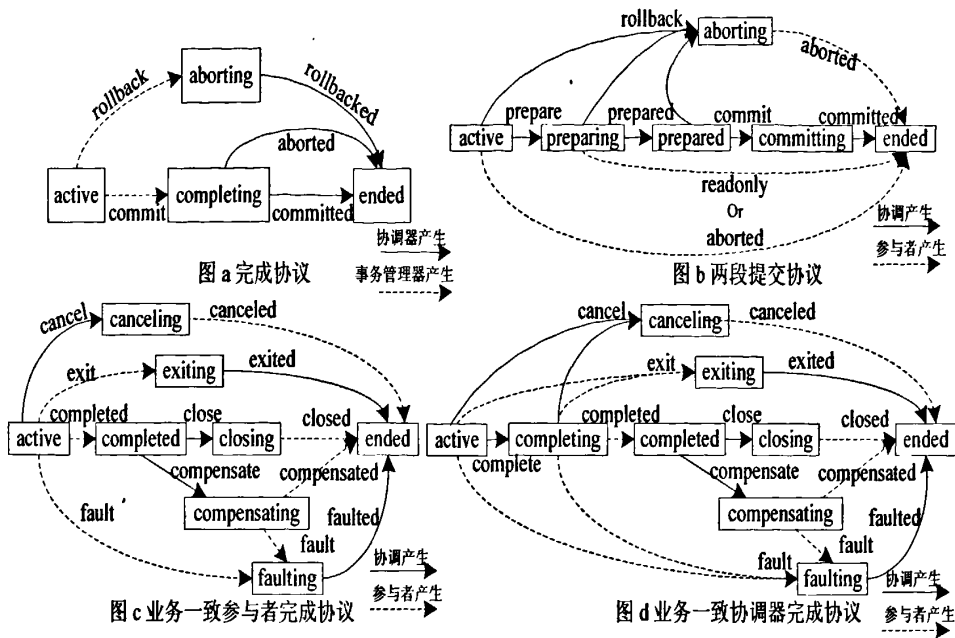 rollback
aborting
rollbacked
aborted
active
commit
completing
committed
ended
协调器产生
事务管理器产生
图 a 完成协议
rollback
aborting
aborted
active
prepare
preparing
prepared
prepared
commit
committing
committed
ended
readonly
Or
aborted
协调产生
参与者产生
图 b 两段提交协议
cancel
canceling
canceled
exit
exiting
exited
active
completed
completed
close
closing
closed
ended
compensate
compensated
compensating
fault
fault
faulted
faulting
协调产生
参与者产生
图 c 业务一致参与者完成协议
cancel
canceling
canceled
exit
exiting
exited
active
complete
completing
completed
completed
close
closing
closed
ended
compensate
compensated
compensating
fault
fault
faulted
faulting
协调产生
参与者产生
图 d 业务一致协调器完成协议